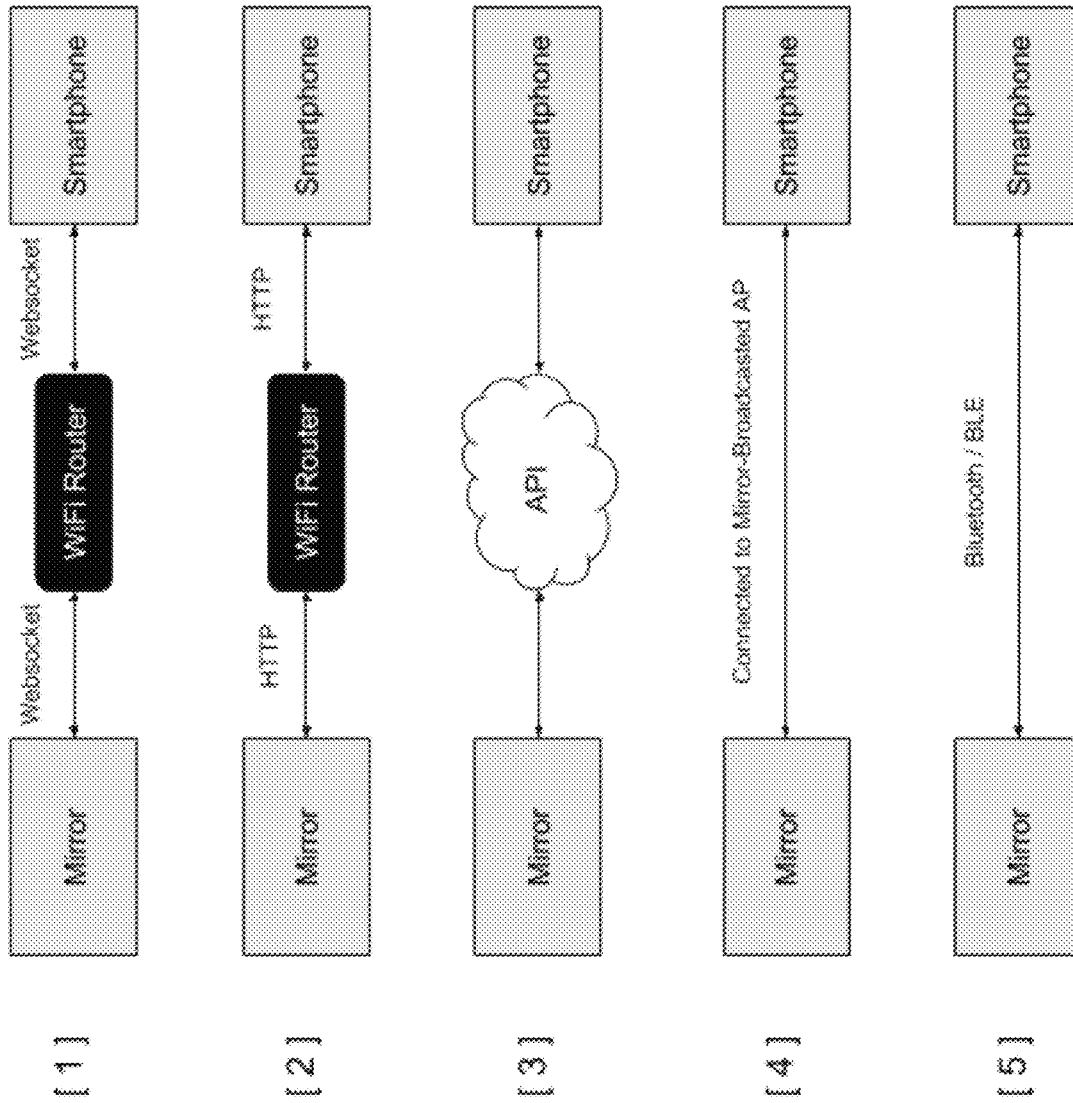 [ 1 ]
Mirror
Websocket
WiFi Router
Websocket
Smartphone
[ 2 ]
Mirror
HTTP
WiFi Router
HTTP
Smartphone
[ 3 ]
Mirror
API
Smartphone
[ 4 ]
Mirror
Connected to Mirror-Broadcasted AP
Smartphone
[ 5 ]
Mirror
Bluetooth / BLE
Smartphone